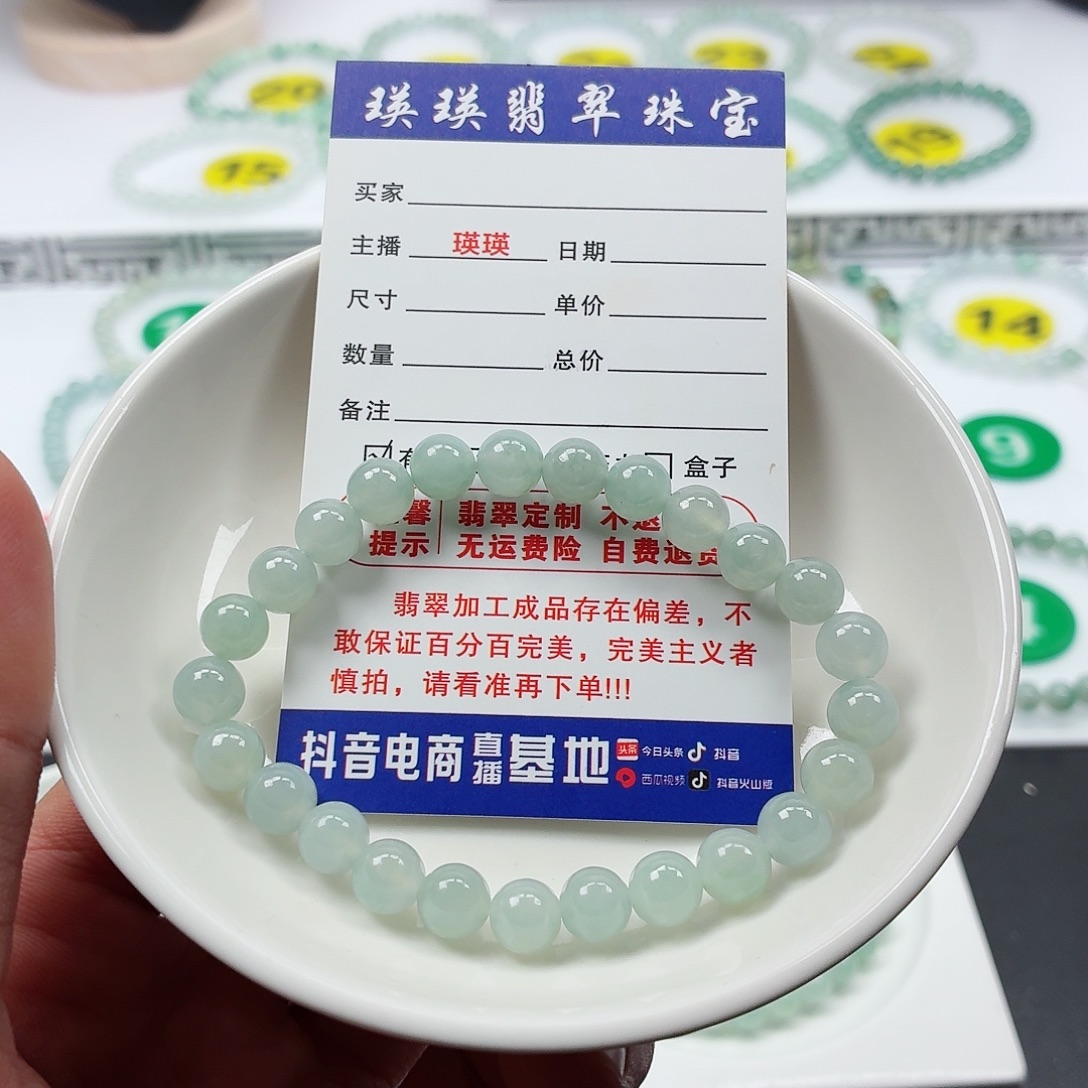 瑛瑛翡翠珠宝
买家
主播 瑛瑛 日期
尺寸 单价
数量 总价
备注
有 盒子
馨 翡翠定制 不退
提示 无运费险 自费退货
翡翠加工成品存在偏差，不
敢保证百分百完美，完美主义者
慎拍，请看准再下单!!!
抖音电商直播基地 头条 今日头条 抖音
西瓜视频 抖音火山版
20
15
14
9